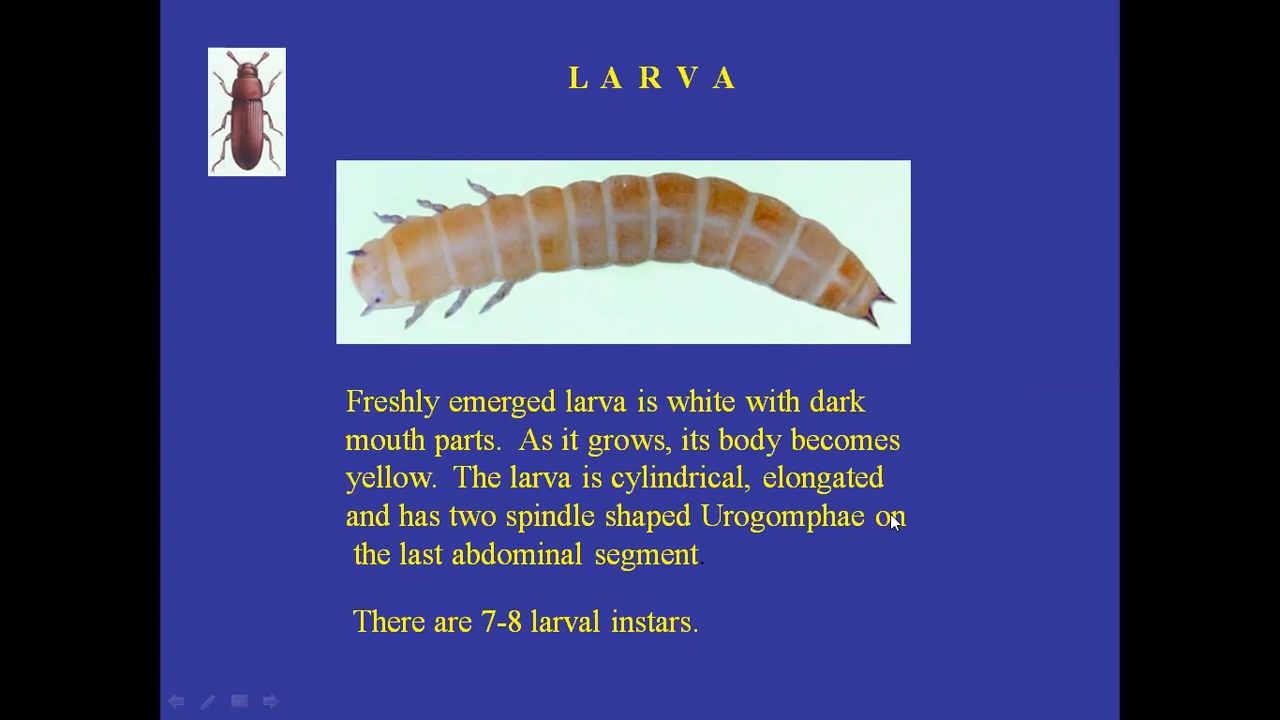 L A R V A
Freshly emerged larva is white with dark
mouth parts.  As it grows, its body becomes
yellow.  The larva is cylindrical, elongated
and has two spindle shaped Urogomphae on
the last abdominal segment.
There are 7-8 larval instars.